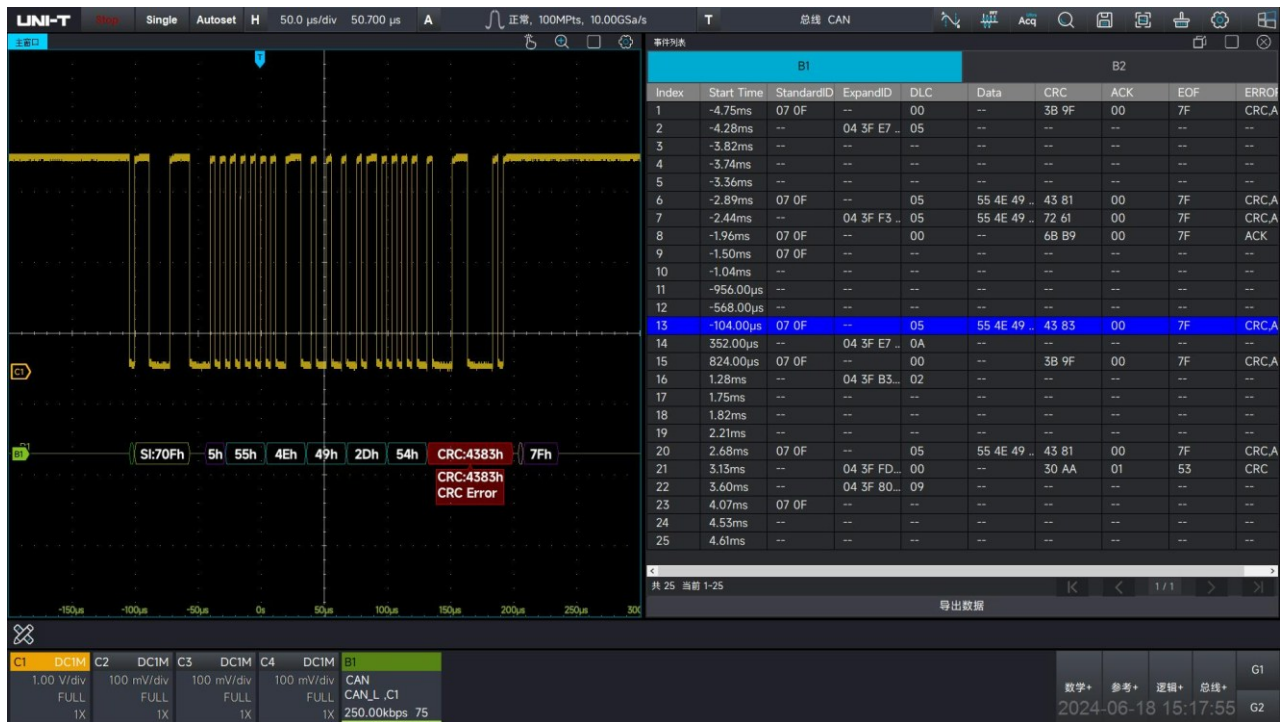 UNI-T Stop Single Autoset H 50.0 μs/div 50.700 μs A 正常, 100MPts, 10.00GSa/s T 总线 CAN Acq
主窗口
T
C1
B1 SI:70Fh 5h 55h 4Eh 49h 2Dh 54h CRC:4383h 7Fh
CRC:4383h
CRC Error
-150μs -100μs -50μs 0s 50μs 100μs 150μs 200μs 250μs 300
事件列表
B1 B2
Index Start Time StandardID ExpandID DLC Data CRC ACK EOF ERROF
1 -4.75ms 07 0F -- 00 -- 3B 9F 00 7F CRC,A
2 -4.28ms -- 04 3F E7 .. 05 -- -- -- -- --
3 -3.82ms -- -- -- -- -- -- -- --
4 -3.74ms -- -- -- -- -- -- -- --
5 -3.36ms -- -- -- -- -- -- -- --
6 -2.89ms 07 0F -- 05 55 4E 49 .. 43 81 00 7F CRC,A
7 -2.44ms -- 04 3F F3 .. 05 55 4E 49 .. 72 61 00 7F CRC,A
8 -1.96ms 07 0F -- 00 -- 6B B9 00 7F ACK
9 -1.50ms 07 0F -- -- -- -- -- -- --
10 -1.04ms -- -- -- -- -- -- -- --
11 -956.00μs -- -- -- -- -- -- -- --
12 -568.00μs -- -- -- -- -- -- -- --
13 -104.00μs 07 0F -- 05 55 4E 49 .. 43 83 00 7F CRC,A
14 352.00μs -- 04 3F E7 .. 0A -- -- -- -- --
15 824.00μs 07 0F -- 00 -- 3B 9F 00 7F CRC,A
16 1.28ms -- 04 3F B3... 02 -- -- -- -- --
17 1.75ms -- -- -- -- -- -- -- --
18 1.82ms -- -- -- -- -- -- -- --
19 2.21ms -- -- -- -- -- -- -- --
20 2.68ms 07 0F -- 05 55 4E 49 .. 43 81 00 7F CRC,A
21 3.13ms -- 04 3F FD... 00 -- 30 AA 01 53 CRC
22 3.60ms -- 04 3F 80... 09 -- -- -- -- --
23 4.07ms 07 0F -- -- -- -- -- -- --
24 4.53ms -- -- -- -- -- -- -- --
25 4.61ms -- -- -- -- -- -- -- --
共 25 当前 1-25 1/1
导出数据
C1 DC1M C2 DC1M C3 DC1M C4 DC1M B1
1.00 V/div 100 mV/div 100 mV/div 100 mV/div CAN
FULL FULL FULL FULL CAN_L ,C1
1X 1X 1X 1X 250.00kbps 75
数学+ 参考+ 逻辑+ 总线+ G1
2024-06-18 15:17:55 G2